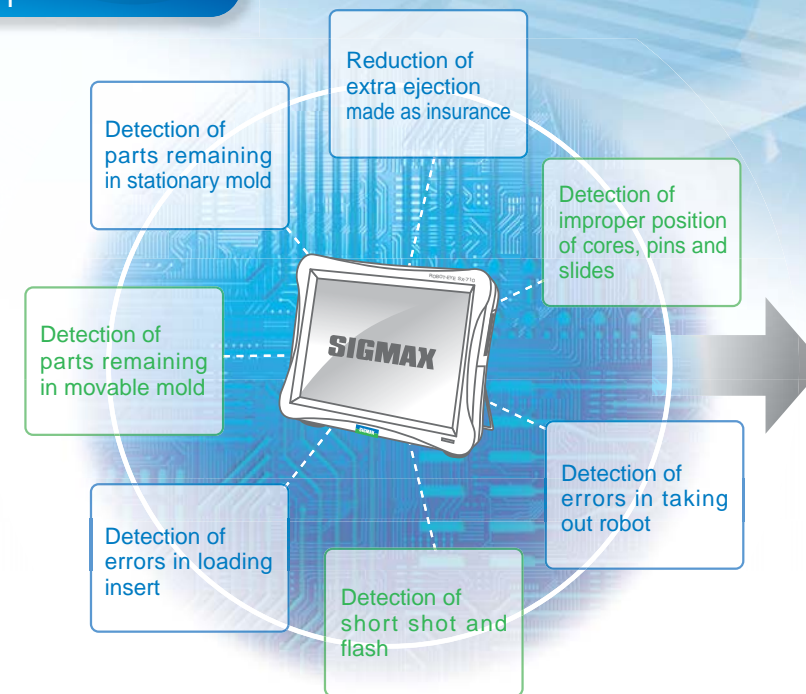 Reduction of
extra ejection
made as insurance
Detection of
parts remaining
in stationary mold
Detection of
improper position
of cores, pins and
slides
SIGMAX
Detection of
parts remaining
in movable mold
Detection of
errors in taking
out robot
Detection of
errors in loading
insert
Detection of
short shot and
flash